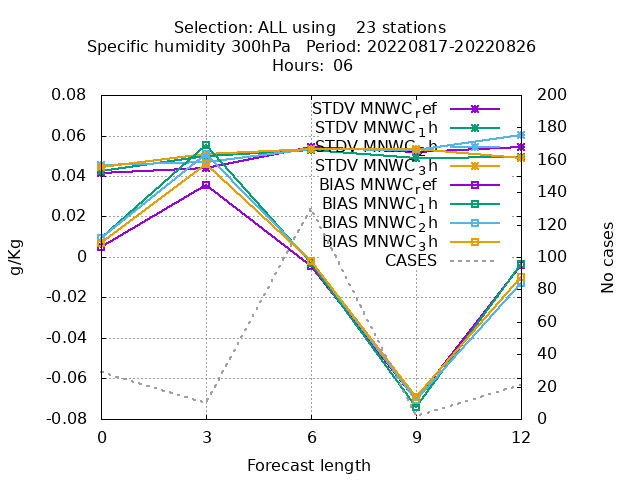 Selection: ALL using    23 stations
Specific humidity 300hPa   Period: 20220817-20220826
Hours:  06
0.08
0.06
0.04
0.02
0
-0.02
-0.04
-0.06
-0.08
200
180
160
140
120
100
80
60
40
20
0
0
3
6
9
12
g/Kg
No cases
Forecast length
STDV MNWC_ref
STDV MNWC_1h
STDV MNWC_2h
STDV MNWC_3h
BIAS MNWC_ref
BIAS MNWC_1h
BIAS MNWC_2h
BIAS MNWC_3h
CASES